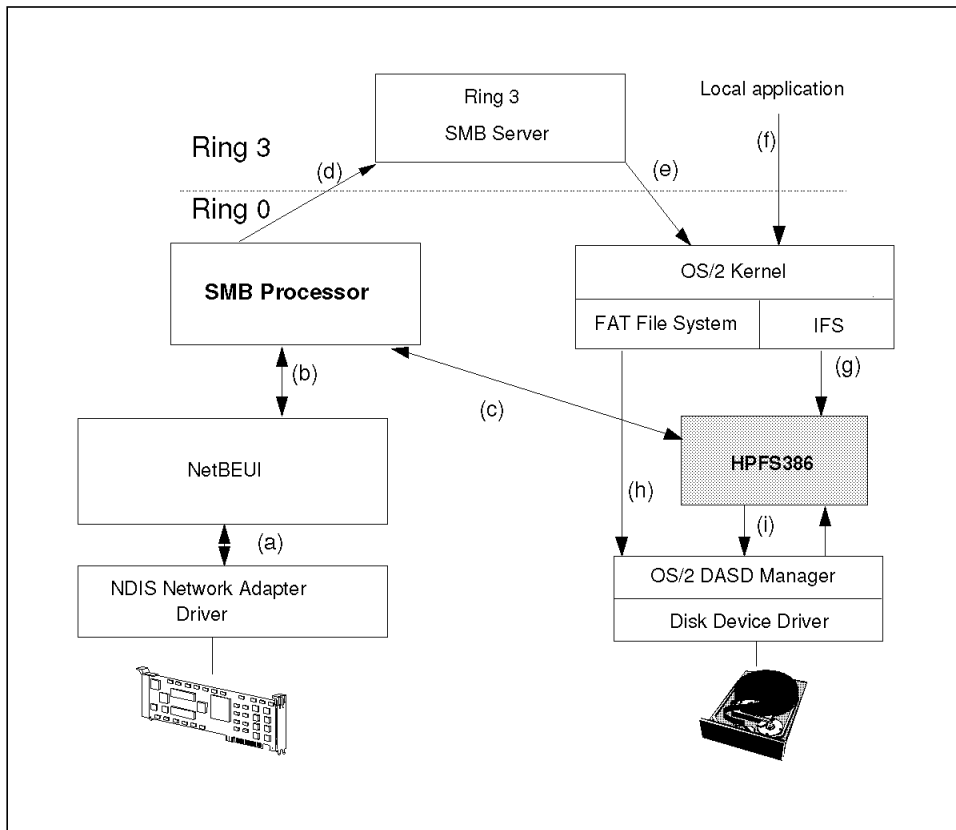 Ring 3
SMB Server
Local application
Ring 3
(d)
(e)
(f)
Ring 0
SMB Processor
OS/2 Kernel
FAT File System
IFS
(b)
(g)
(c)
NetBEUI
HPFS386
(h)
(i)
(a)
NDIS Network Adapter
Driver
OS/2 DASD Manager
Disk Device Driver